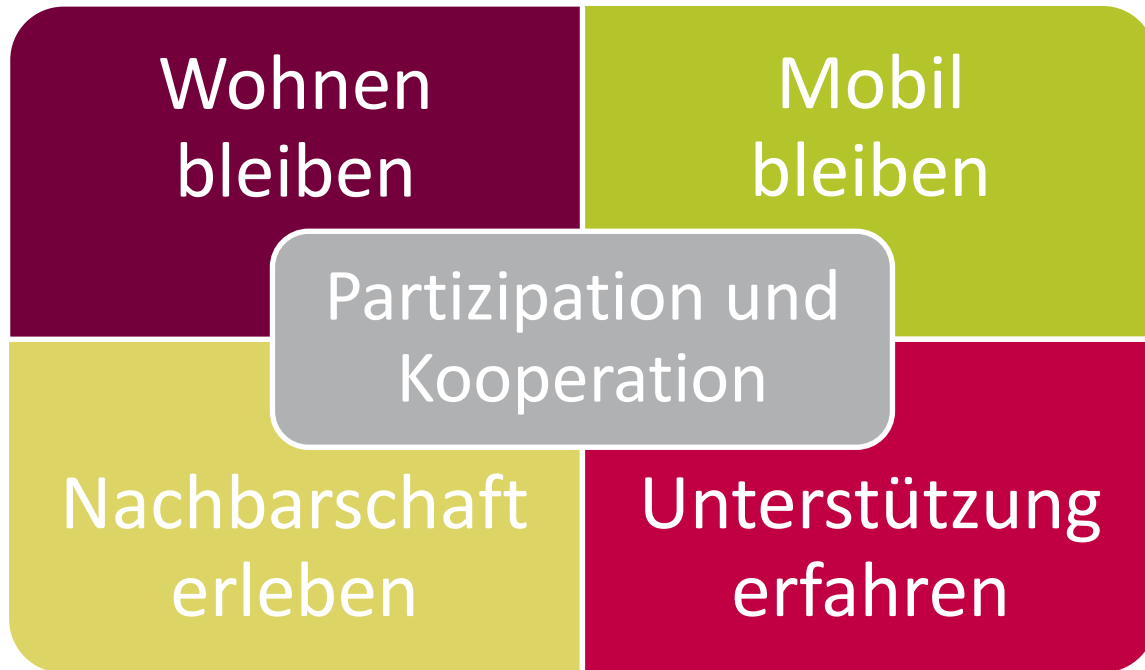 Wohnen
bleiben
Mobil
bleiben
Partizipation und
Kooperation
Nachbarschaft
erleben
Unterstützung
erfahren